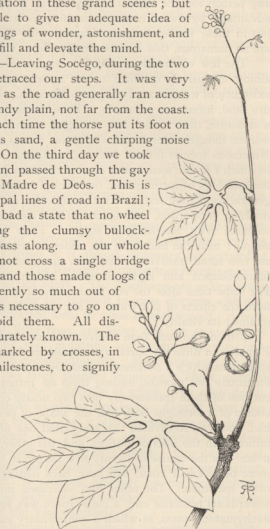 ation in these grand scenes ; but
le to give an adequate idea of
ngs of wonder, astonishment, and
fill and elevate the mind.
—Leaving Socêgo, during the two
etraced our steps. It was very
as the road generally ran across
ndy plain, not far from the coast.
ach time the horse put its foot on
s sand, a gentle chirping noise
On the third day we took
nd passed through the gay
Madre de Deôs. This is
pal lines of road in Brazil ;
bad a state that no wheel
ng the clumsy bullock-
ass along. In our whole
not cross a single bridge
and those made of logs of
ently so much out of
s necessary to go on
oid them. All dis-
urately known. The
arked by crosses, in
nilestones, to signify